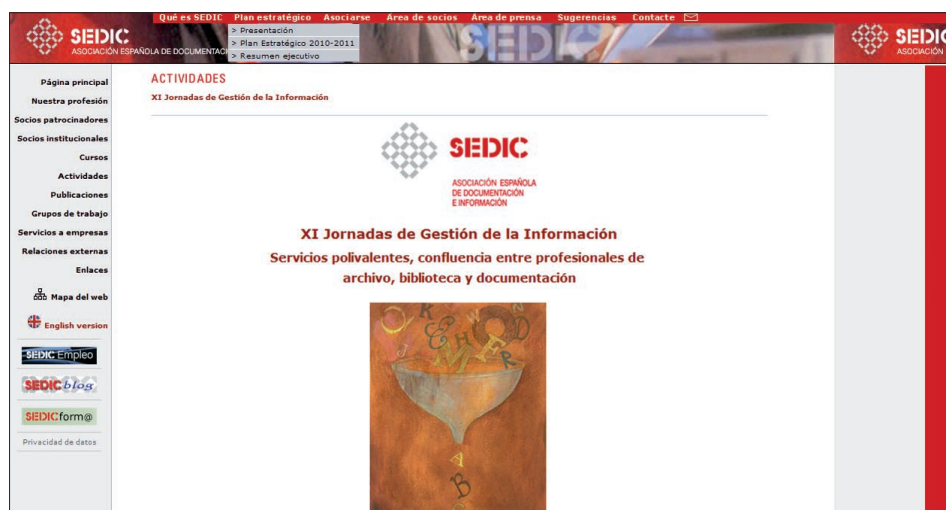 Qué es SEDIC Plan estratégico Asociarse Area de socios Area de prensa Sugerencias Contacte
SEDIC
ASOCIACIÓN ESPAÑOLA DE DOCUMENTAC
> Presentación
> Plan Estratégico 2010-2011
> Resumen ejecutivo
SEDIC
SEDIC
ASOCIACIÓN
Página principal
Nuestra profesión
Socios patrocinadores
Socios institucionales
Cursos
Actividades
Publicaciones
Grupos de trabajo
Servicios a empresas
Relaciones externas
Enlaces
Mapa del web
English version
SEDIC Empleo
SEDIC blog
SEDICform@
Privacidad de datos
ACTIVIDADES
XI Jornadas de Gestión de la Información
SEDIC
ASOCIACIÓN ESPAÑOLA
DE DOCUMENTACIÓN
E INFORMACIÓN
XI Jornadas de Gestión de la Información
Servicios polivalentes, confluencia entre profesionales de
archivo, biblioteca y documentación
A
B